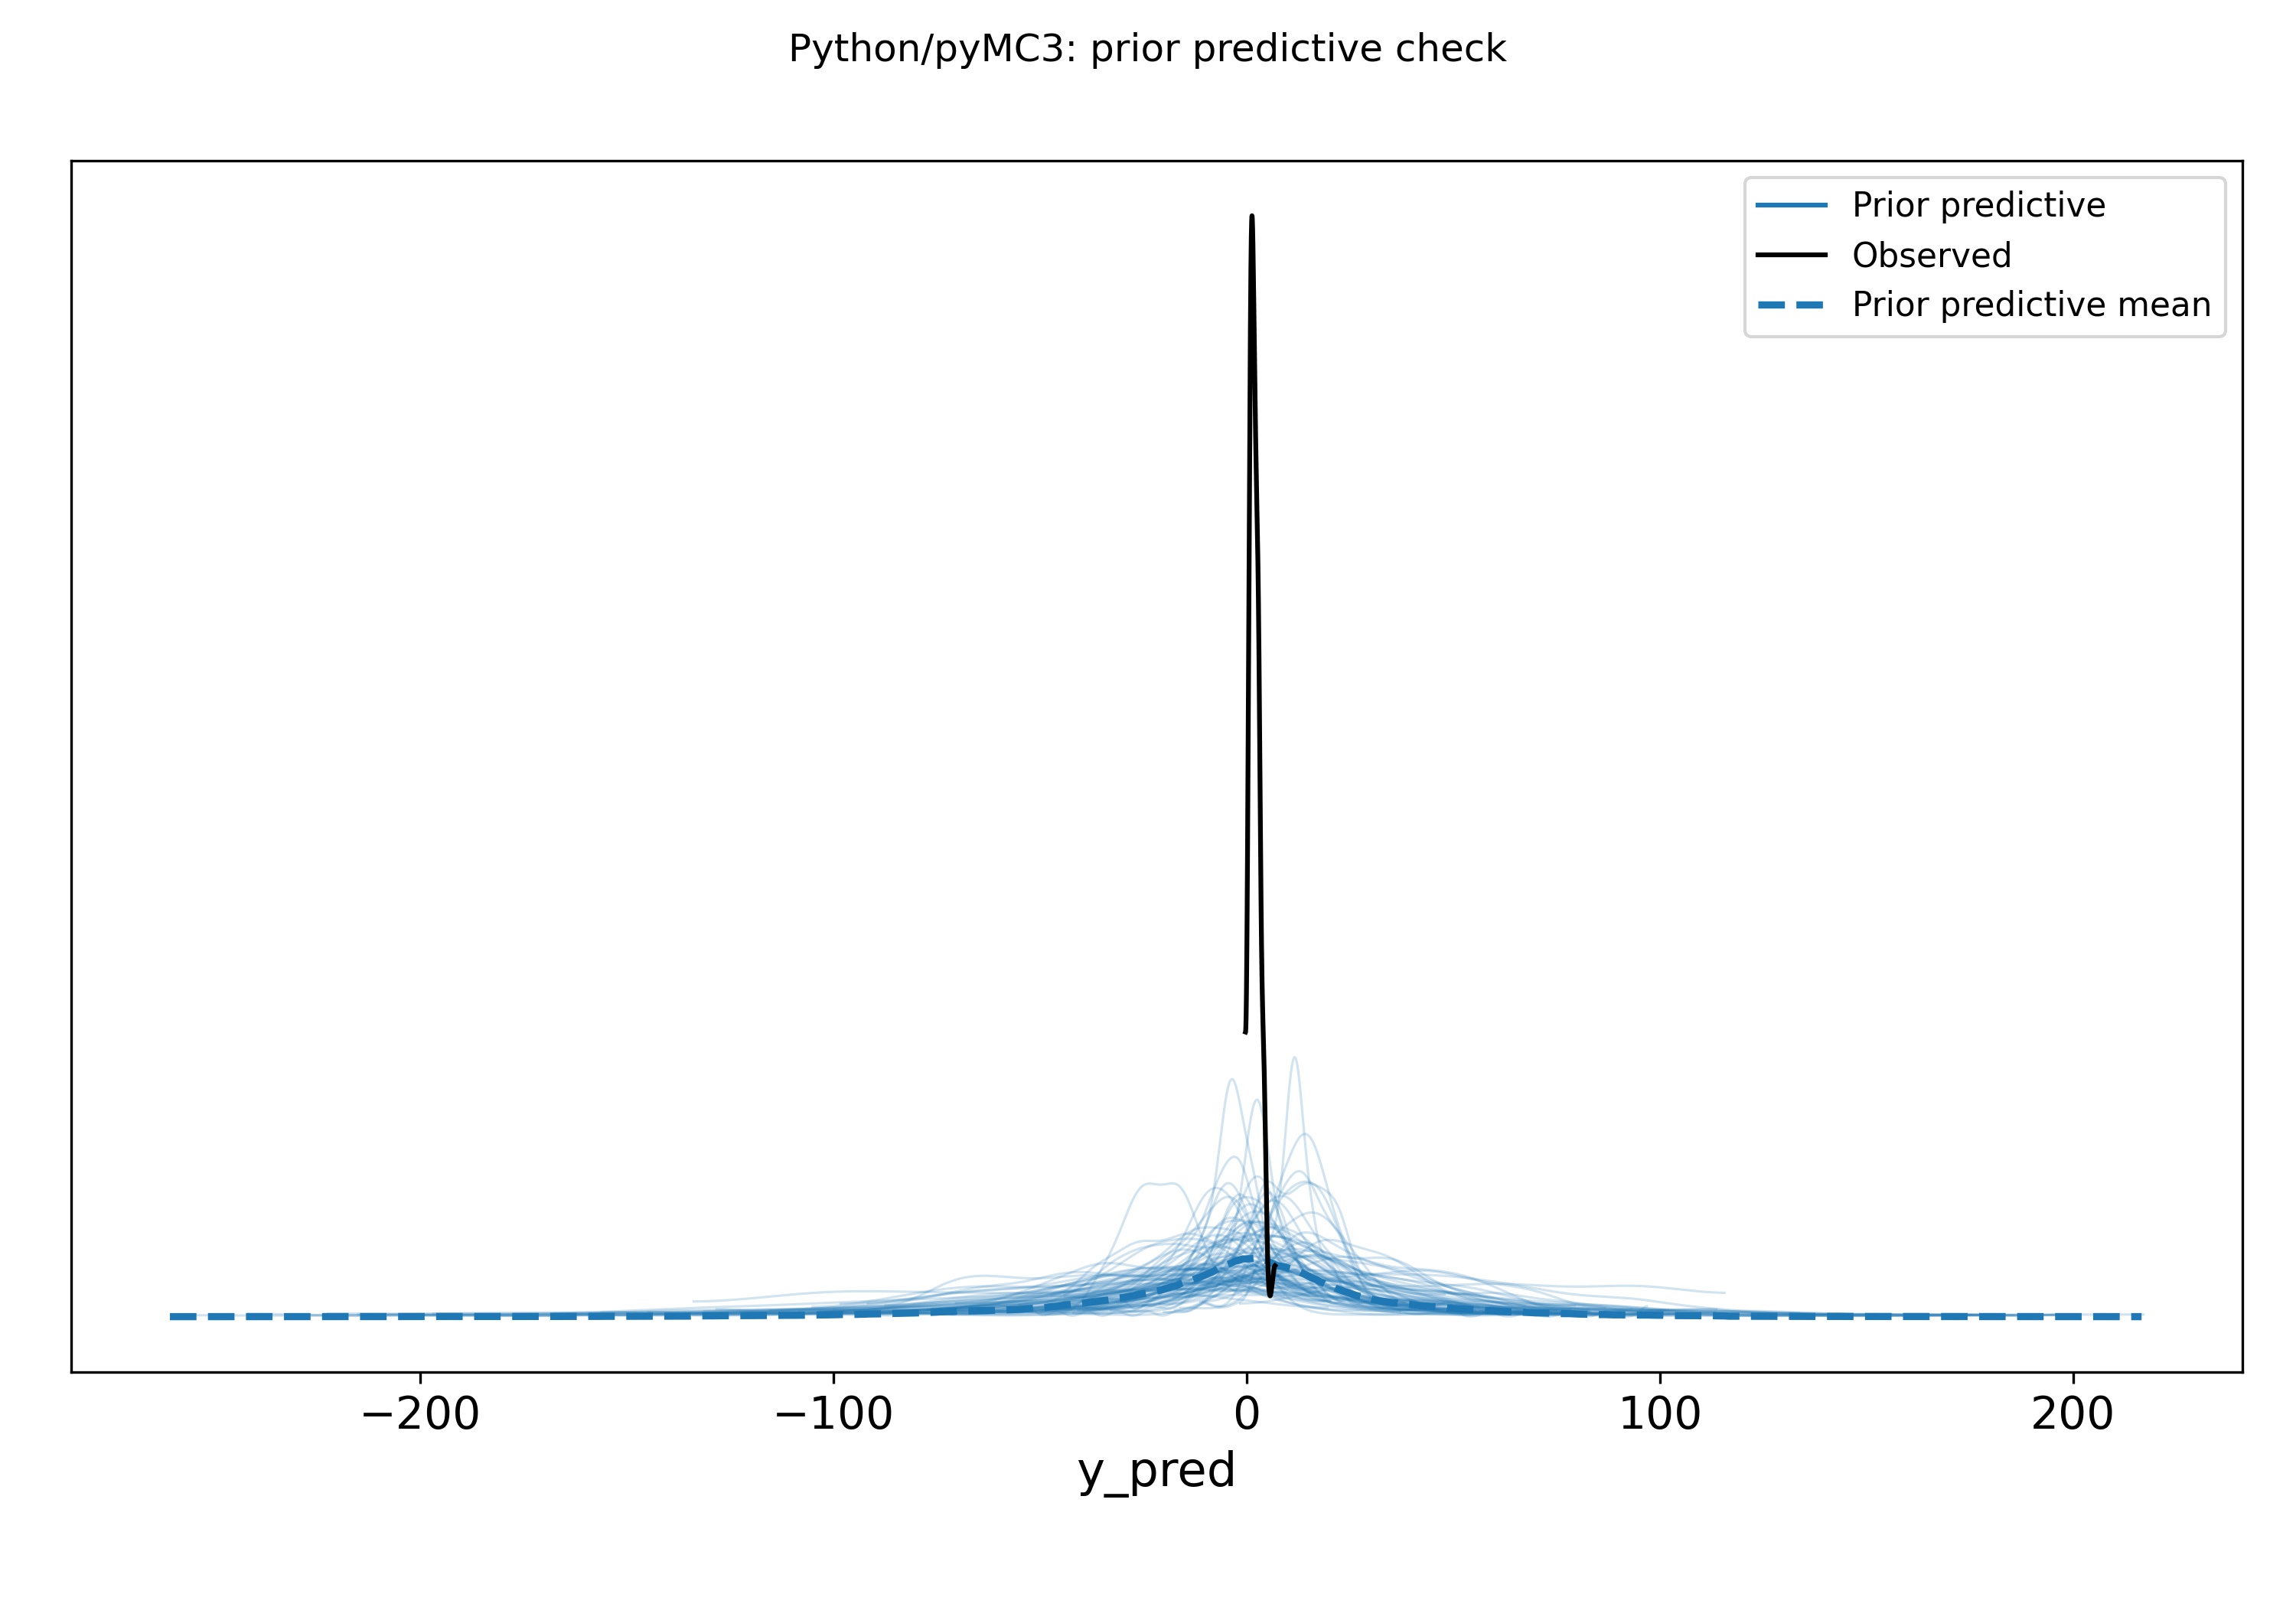 Python/pyMC3: prior predictive check
Prior predictive
Observed
Prior predictive mean
−200
−100
0
100
200
y_pred